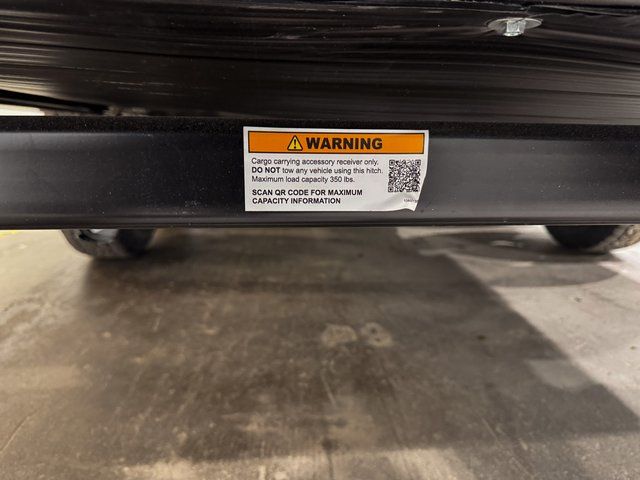 WARNING
Cargo carrying accessory receiver only.
DO NOT tow any vehicle using this hitch.
Maximum load capacity 350 lbs.
SCAN QR CODE FOR MAXIMUM
CAPACITY INFORMATION